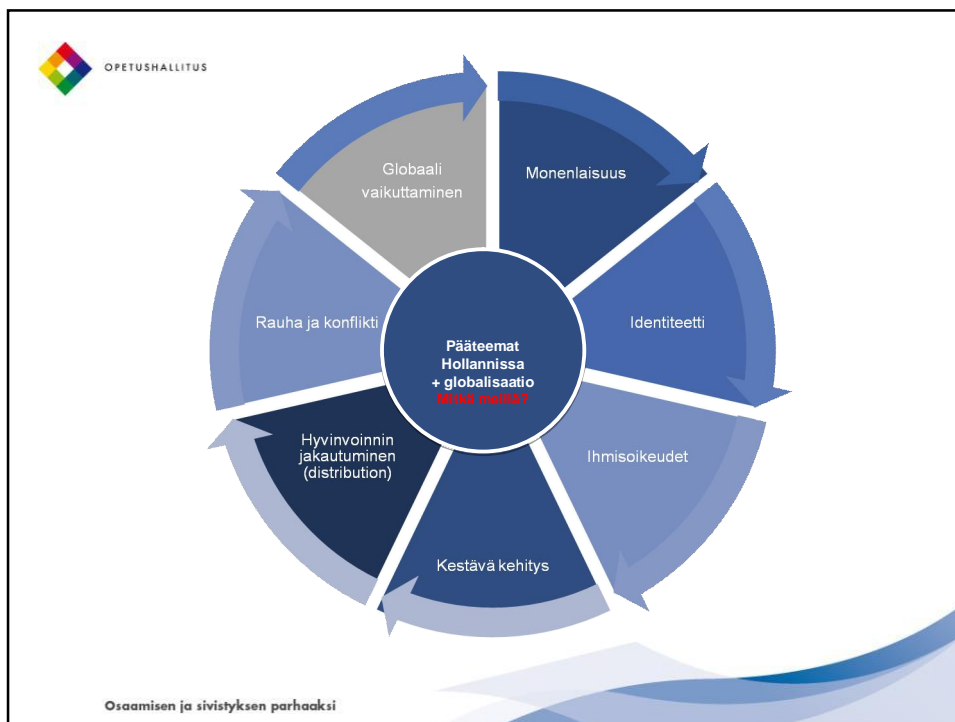 OPETUSHALLITUS
Globaali
vaikuttaminen
Monenlaisuus
Rauha ja konflikti
Identiteetti
Pääteemat
Hollannissa
+ globalisaatio
Mitkä meillä?
Hyvinvoinnin
jakautuminen
(distribution)
Ihmisoikeudet
Kestävä kehitys
Osaamisen ja sivistyksen parhaaksi